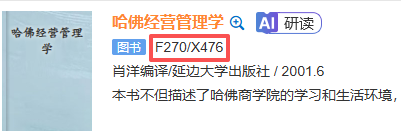 哈佛经营管理学
哈佛经营管理学 AI 研读
图书 F270/X476
肖洋编译/延边大学出版社 / 2001.6
本书不但描述了哈佛商学院的学习和生活环境，